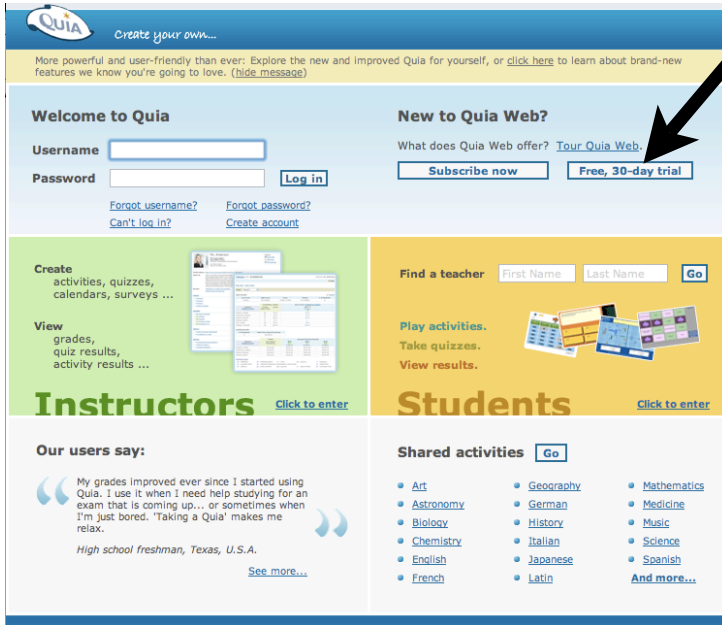 QUIA
Create your own...
More powerful and user-friendly than ever: Explore the new and improved Quia for yourself, or click here to learn about brand-new
features we know you're going to love. (hide message)
Welcome to Quia
Username
Password
Log in
Forgot username? Forgot password?
Can't log in? Create account
New to Quia Web?
What does Quia Web offer? Tour Quia Web.
Subscribe now Free, 30-day trial
Create
activities, quizzes,
calendars, surveys ...
View
grades,
quiz results,
activity results ...
Instructors Click to enter
Find a teacher First Name Last Name Go
Play activities.
Take quizzes.
View results.
Students Click to enter
Our users say:
My grades improved ever since I started using
Quia. I use it when I need help studying for an
exam that is coming up... or sometimes when
I'm just bored. 'Taking a Quia' makes me
relax.
High school freshman, Texas, U.S.A.
See more...
Shared activities Go
Art Geography Mathematics
Astronomy German Medicine
Biology History Music
Chemistry Italian Science
English Japanese Spanish
French Latin And more...